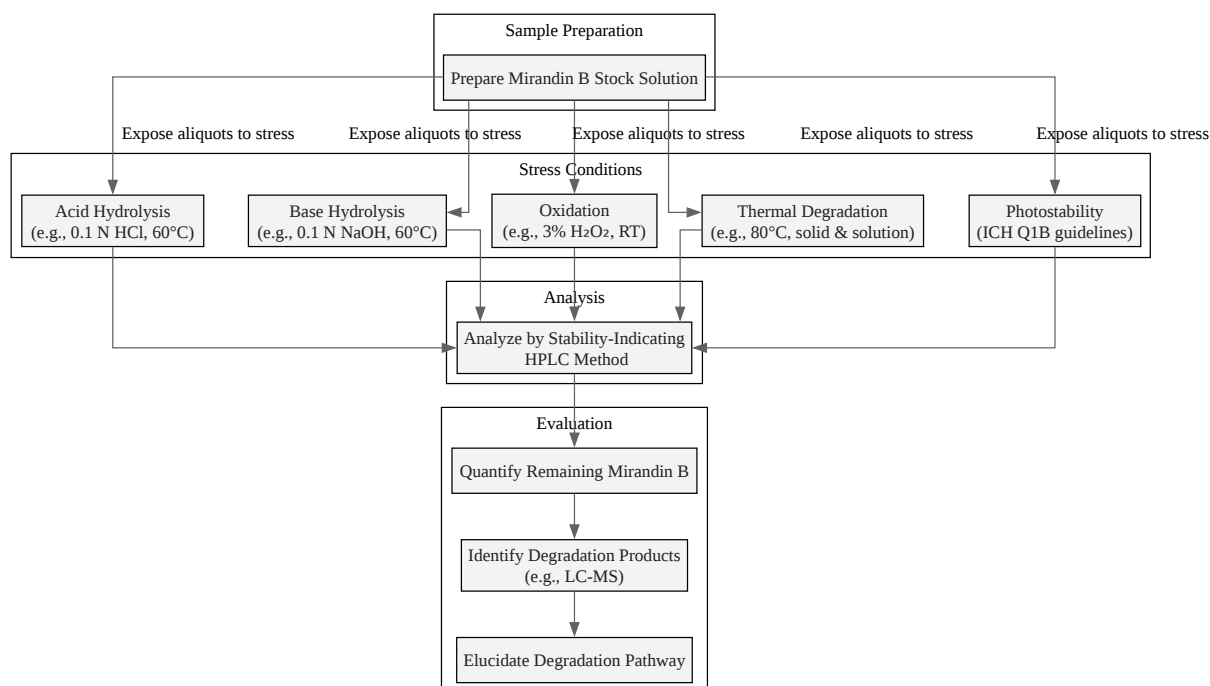 Sample Preparation
Prepare Mirandin B Stock Solution
Expose aliquots to stress
Expose aliquots to stress
Expose aliquots to stress
Expose aliquots to stress
Expose aliquots to stress
Stress Conditions
Acid Hydrolysis
(e.g., 0.1 N HCl, 60°C)
Base Hydrolysis
(e.g., 0.1 N NaOH, 60°C)
Oxidation
(e.g., 3% H₂O₂, RT)
Thermal Degradation
(e.g., 80°C, solid & solution)
Photostability
(ICH Q1B guidelines)
Analysis
Analyze by Stability-Indicating
HPLC Method
Evaluation
Quantify Remaining Mirandin B
Identify Degradation Products
(e.g., LC-MS)
Elucidate Degradation Pathway